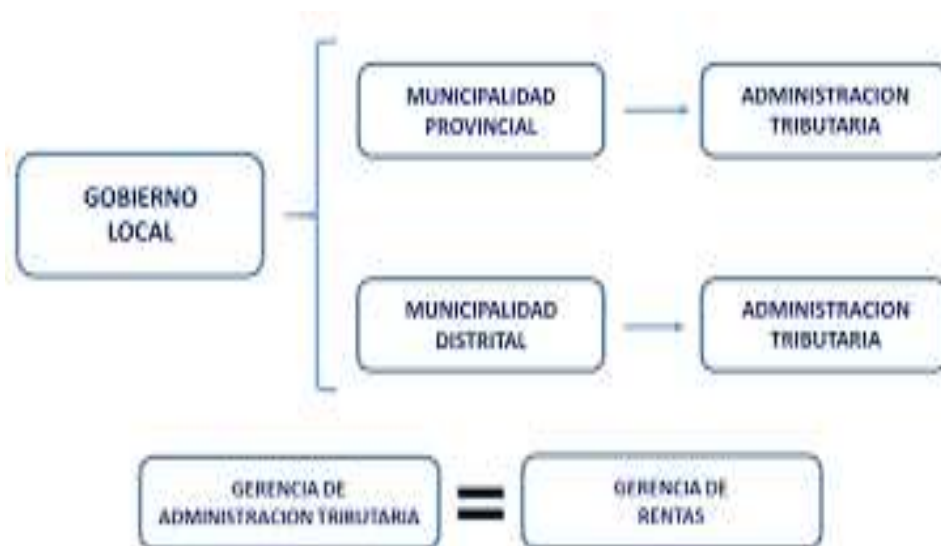 MUNICIPALIDAD
PROVINCIAL
ADMINISTRACION
TRIBUTARIA
GOBIERNO
LOCAL
MUNICIPALIDAD
DISTRITAL
ADMINISTRACION
TRIBUTARIA
GERENCIA DE
ADMINISTRACION TRIBUTARIA
=
GERENCIA DE
RENTAS